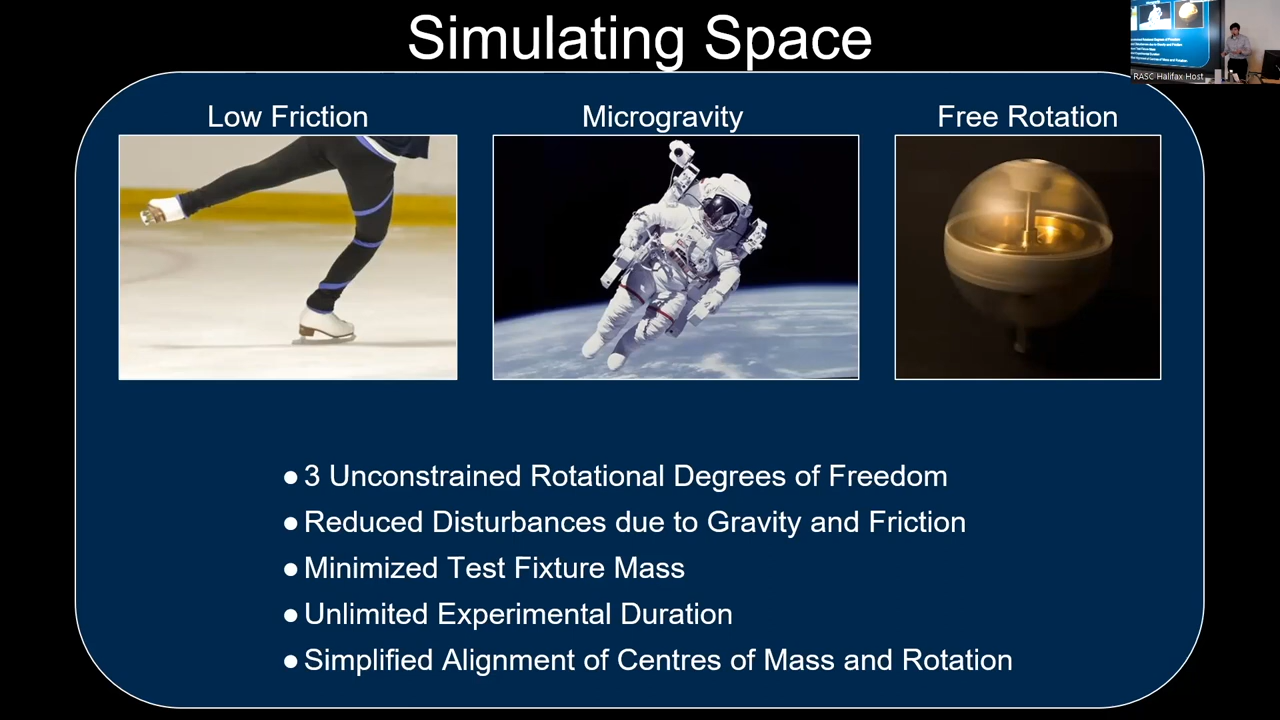 Simulating Space
Low Friction
Microgravity
Free Rotation
● 3 Unconstrained Rotational Degrees of Freedom
● Reduced Disturbances due to Gravity and Friction
● Minimized Test Fixture Mass
● Unlimited Experimental Duration
● Simplified Alignment of Centres of Mass and Rotation
RASC Halifax Host